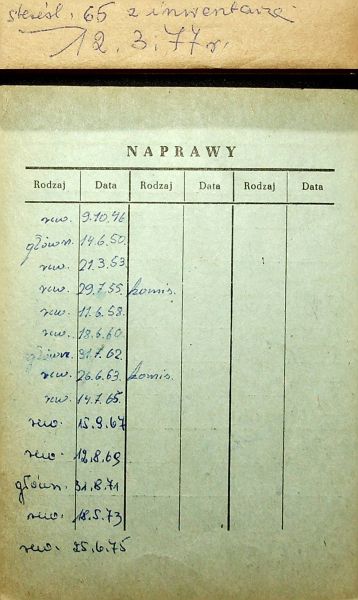 skreśl. 65 z inwentarza
12.3.77 r.
NAPRAWY
Rodzaj Data Rodzaj Data Rodzaj Data
rew. 9.10.46
główn. 14.6.50.
rew. 21.3.53
rew. 29.7.55. komis.
rew. 11.6.58.
rew. 18.6.60.
główn. 31.7.62
rew. 26.6.63. komis.
rew. 14.7.65
rew. 15.9.67
rew. 12.8.69
główn. 31.8.71
rew. 18.5.73
rew. 25.6.75